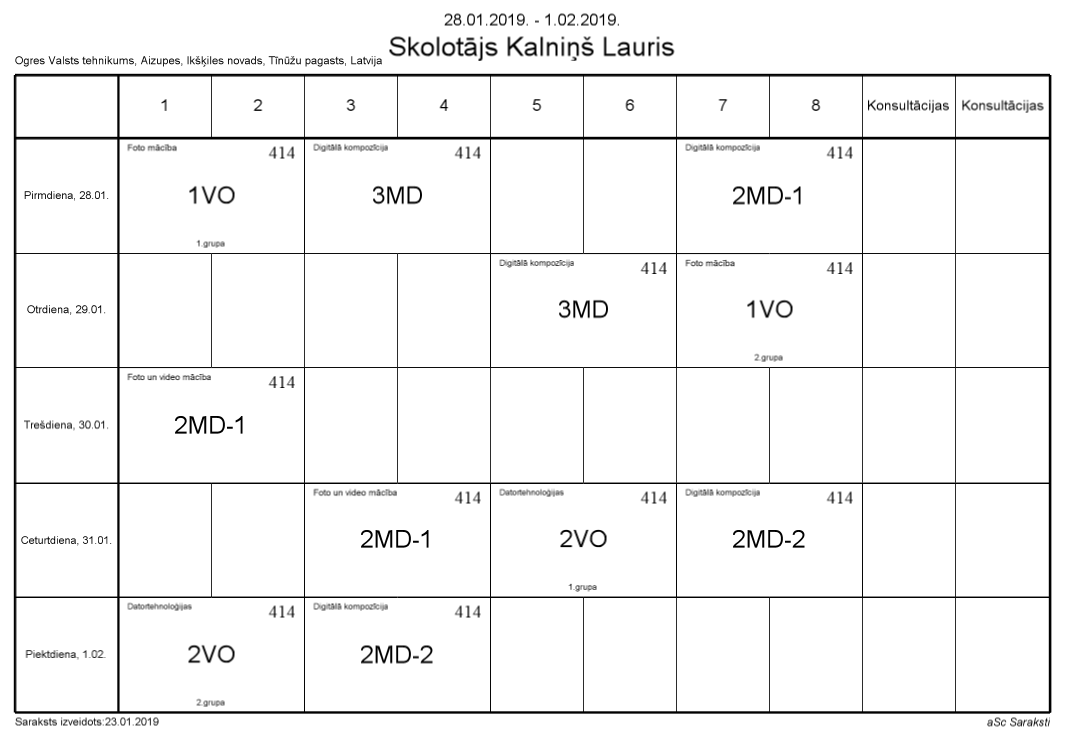 28.01.2019. - 1.02.2019.
Skolotājs Kalniņš Lauris
Ogres Valsts tehnikums, Aizupes, Ikšķiles novads, Tīnūžu pagasts, Latvija
1 2 3 4 5 6 7 8 Konsultācijas Konsultācijas
Foto mācība 414 Digitālā kompozīcija 414 Digitālā kompozīcija 414
Pirmdiena, 28.01. 1VO 3MD 2MD-1
1.grupa
Digitālā kompozīcija 414 Foto mācība 414
Otrdiena, 29.01. 3MD 1VO
2.grupa
Foto un video mācība 414
Trešdiena, 30.01. 2MD-1
Foto un video mācība 414 Datortehnoloģijas 414 Digitālā kompozīcija 414
Ceturtdiena, 31.01. 2MD-1 2VO 2MD-2
1.grupa
Datortehnoloģijas 414 Digitālā kompozīcija 414
Piektdiena, 1.02. 2VO 2MD-2
2.grupa
Saraksts izveidots:23.01.2019 aSc Saraksti